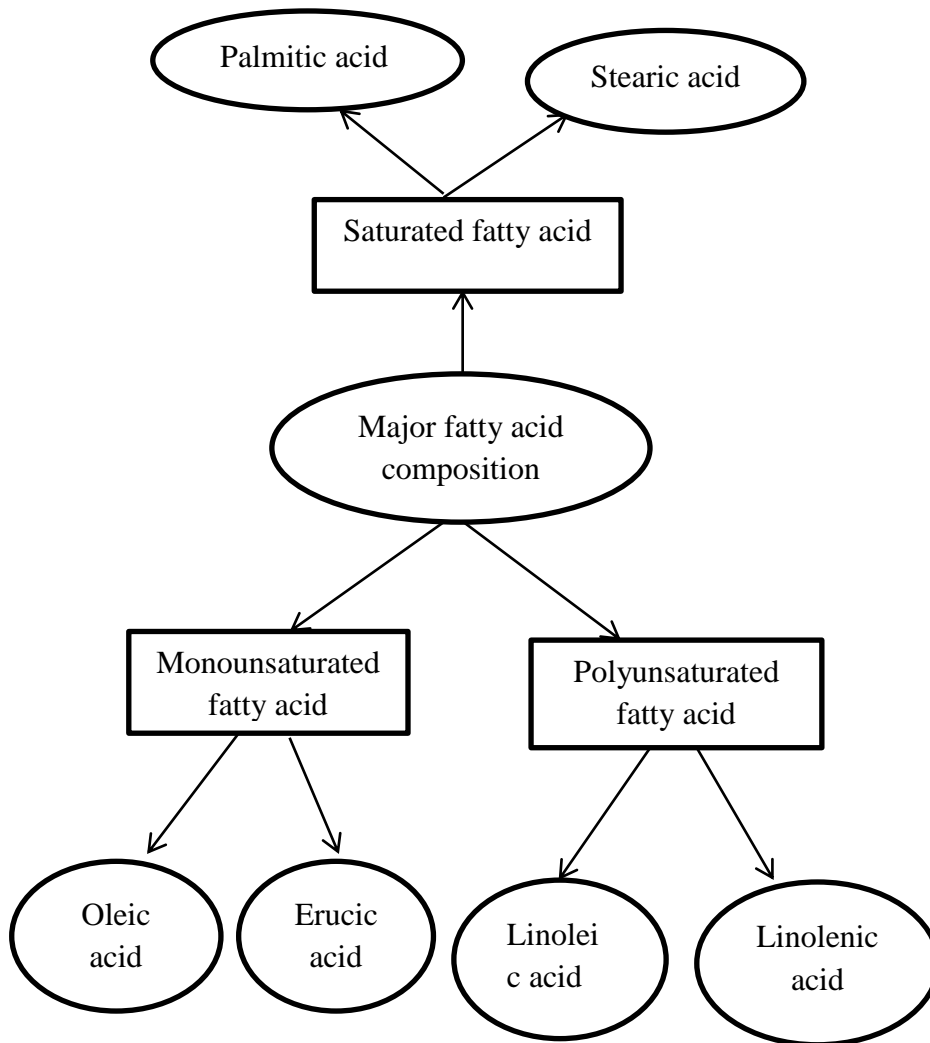 Palmitic acid
Stearic acid
Saturated fatty acid
Major fatty acid
composition
Monounsaturated
fatty acid
Polyunsaturated
fatty acid
Oleic
acid
Erucic
acid
Linolei
c acid
Linolenic
acid